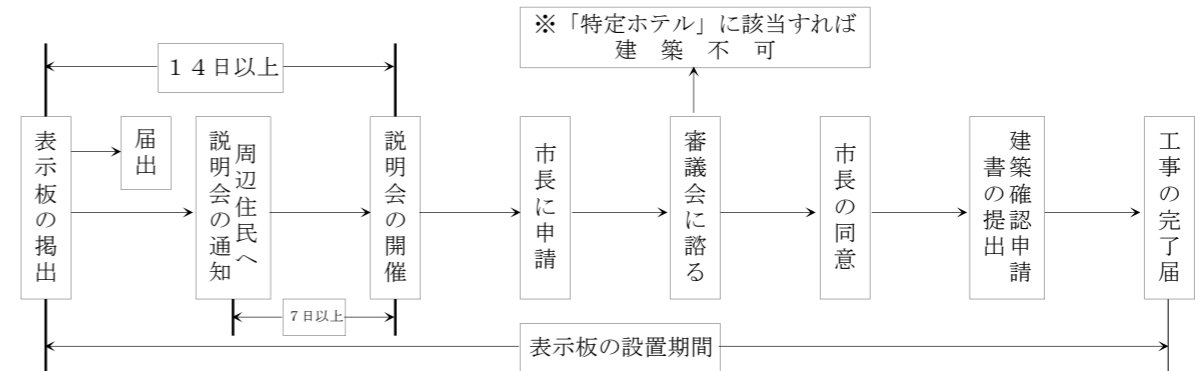 ※「特定ホテル」に該当すれば
建　築　不　可
１４日以上
表示板の掲出
届出
周辺住民へ
説明会の通知
説明会の開催
市長に申請
審議会に諮る
市長の同意
建築確認申請
書の提出
工事の完了届
７日以上
表示板の設置期間